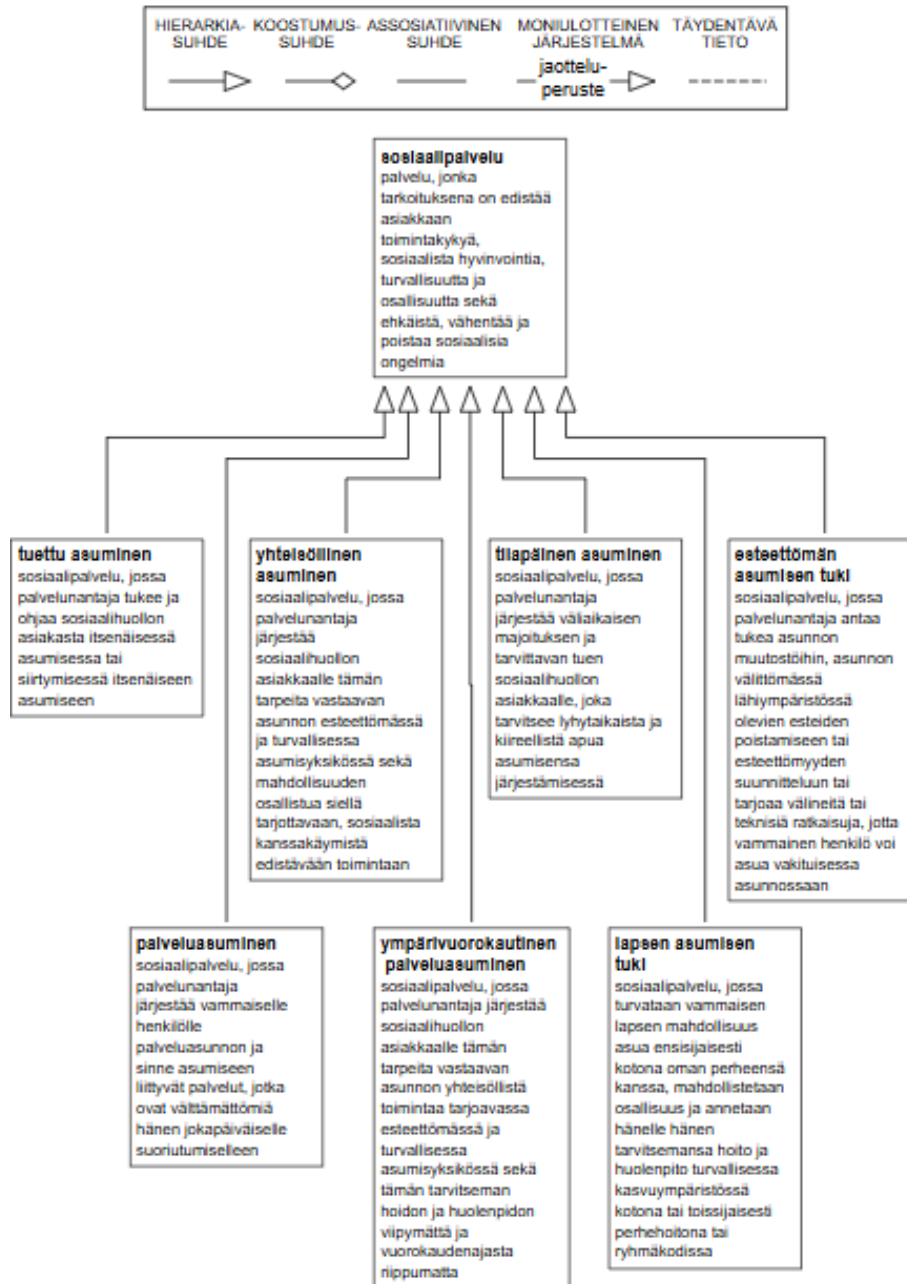 HIERARKIA-
SUHDE
KOOSTUMUS-
SUHDE
ASSOSIATIIVINEN
SUHDE
MONIULOTTEINEN
JÄRJESTELMÄ
TÄYDENTÄVÄ
TIETO
jaottelu-
peruste
sosiaalipalvelu
palvelu, jonka
tarkoituksena on edistää
asiakkaan
toimintakykyä,
sosiaalista hyvinvointia,
turvallisuutta ja
osallisuutta sekä
ehkäistä, vähentää ja
poistaa sosiaalisia
ongelmia
tuettu asuminen
sosiaalipalvelu, jossa
palvelunantaja tukee ja
ohjaa sosiaalihuollon
asiakasta itsenäisessä
asumisessa tai
siirtymisessä itsenäiseen
asumiseen
yhteisöllinen
asuminen
sosiaalipalvelu, jossa
palvelunantaja
järjestää
sosiaalihuollon
asiakkaalle tämän
tarpeita vastaavan
asunnon esteettömässä
ja turvallisessa
asumisyksikössä sekä
mahdollisuuden
osallistua siellä
tarjottavaan, sosiaalista
kanssakäymistä
edistävään toimintaan
tilapäinen asuminen
sosiaalipalvelu, jossa
palvelunantaja
järjestää väliaikaisen
majoituksen ja
tarvittavan tuen
sosiaalihuollon
asiakkaalle, joka
tarvitsee lyhytaikaista ja
kiireellistä apua
asumisensa
järjestämisessä
esteettömän
asumisen tuki
sosiaalipalvelu, jossa
palvelunantaja antaa
tukea asunnon
muutostöihin, asunnon
välittömässä
lähiympäristössä
olevien esteiden
poistamiseen tai
esteettömyyden
suunnitteluun tai
tarjoaa välineitä tai
teknisiä ratkaisuja, jotta
vammainen henkilö voi
asua vakituisessa
asunnossaan
palveluasuminen
sosiaalipalvelu, jossa
palvelunantaja
järjestää vammaiselle
henkilölle
palveluasunnon ja
sinne asumiseen
liittyvät palvelut, jotka
ovat välttämättömiä
hänen jokapäiväiselle
suoriutumiselleen
ympärivuorokautinen
palveluasuminen
sosiaalipalvelu, jossa
palvelunantaja järjestää
sosiaalihuollon
asiakkaalle tämän
tarpeita vastaavan
asunnon yhteisöllistä
toimintaa tarjoavassa
esteettömässä ja
turvallisessa
asumisyksikössä sekä
tämän tarvitseman
hoidon ja huolenpidon
viipymättä ja
vuorokaudenajasta
riippumatta
lapsen asumisen
tuki
sosiaalipalvelu, jossa
turvataan vammaisen
lapsen mahdollisuus
asua ensisijaisesti
kotona oman perheensä
kanssa, mahdollistetaan
osallisuus ja annetaan
hänelle hänen
tarvitsemansa hoito ja
huolenpito turvallisessa
kasvuympäristössä
kotona tai toissijaisesti
perhehoitona tai
ryhmäkodissa